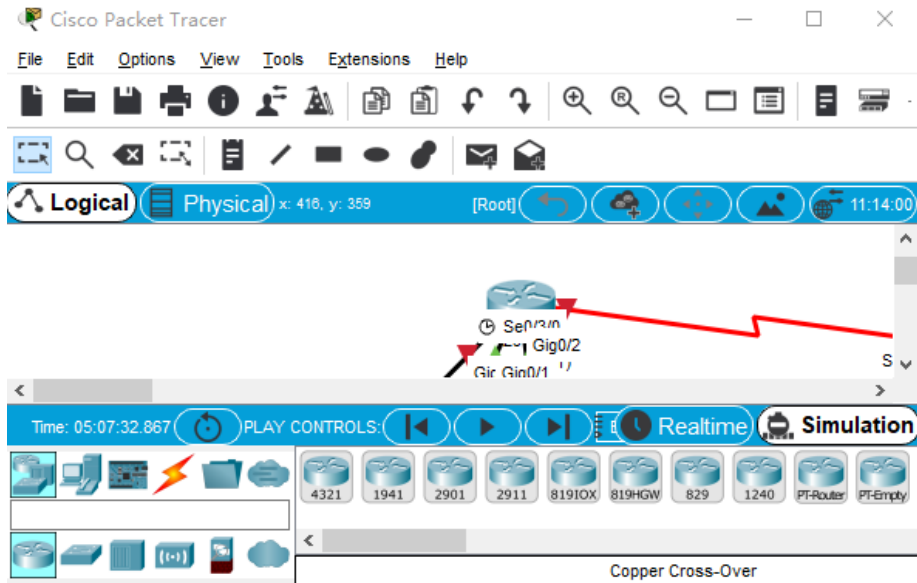 Cisco Packet Tracer
File Edit Options View Tools Extensions Help
Logical Physical x: 416, y: 359 [Root] 11:14:00
Se0/3/0
Gig0/2
Gig0/1
S
Time: 05:07:32.867 PLAY CONTROLS: Realtime Simulation
4321 1941 2901 2911 819IOX 819HGW 829 1240 PT-Router PT-Empty
Copper Cross-Over